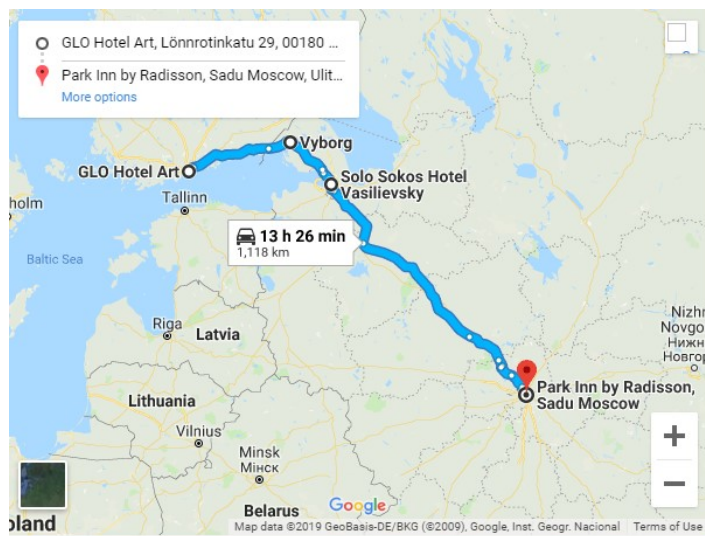 GLO Hotel Art, Lönnrotinkatu 29, 00180 ...
Park Inn by Radisson, Sadu Moscow, Ulit...
More options
Vyborg
GLO Hotel Art
Solo Sokos Hotel
Vasilievsky
Tallinn
holm
13 h 26 min
1,118 km
Baltic Sea
Riga
Latvia
Nizhn
Novgo
Нижн
Новгор
Park Inn by Radisson,
Sadu Moscow
Lithuania
Vilnius
Minsk
Мінск
Belarus
oland
Google
Map data ©2019 GeoBasis-DE/BKG (©2009), Google, Inst. Geogr. Nacional
Terms of Use